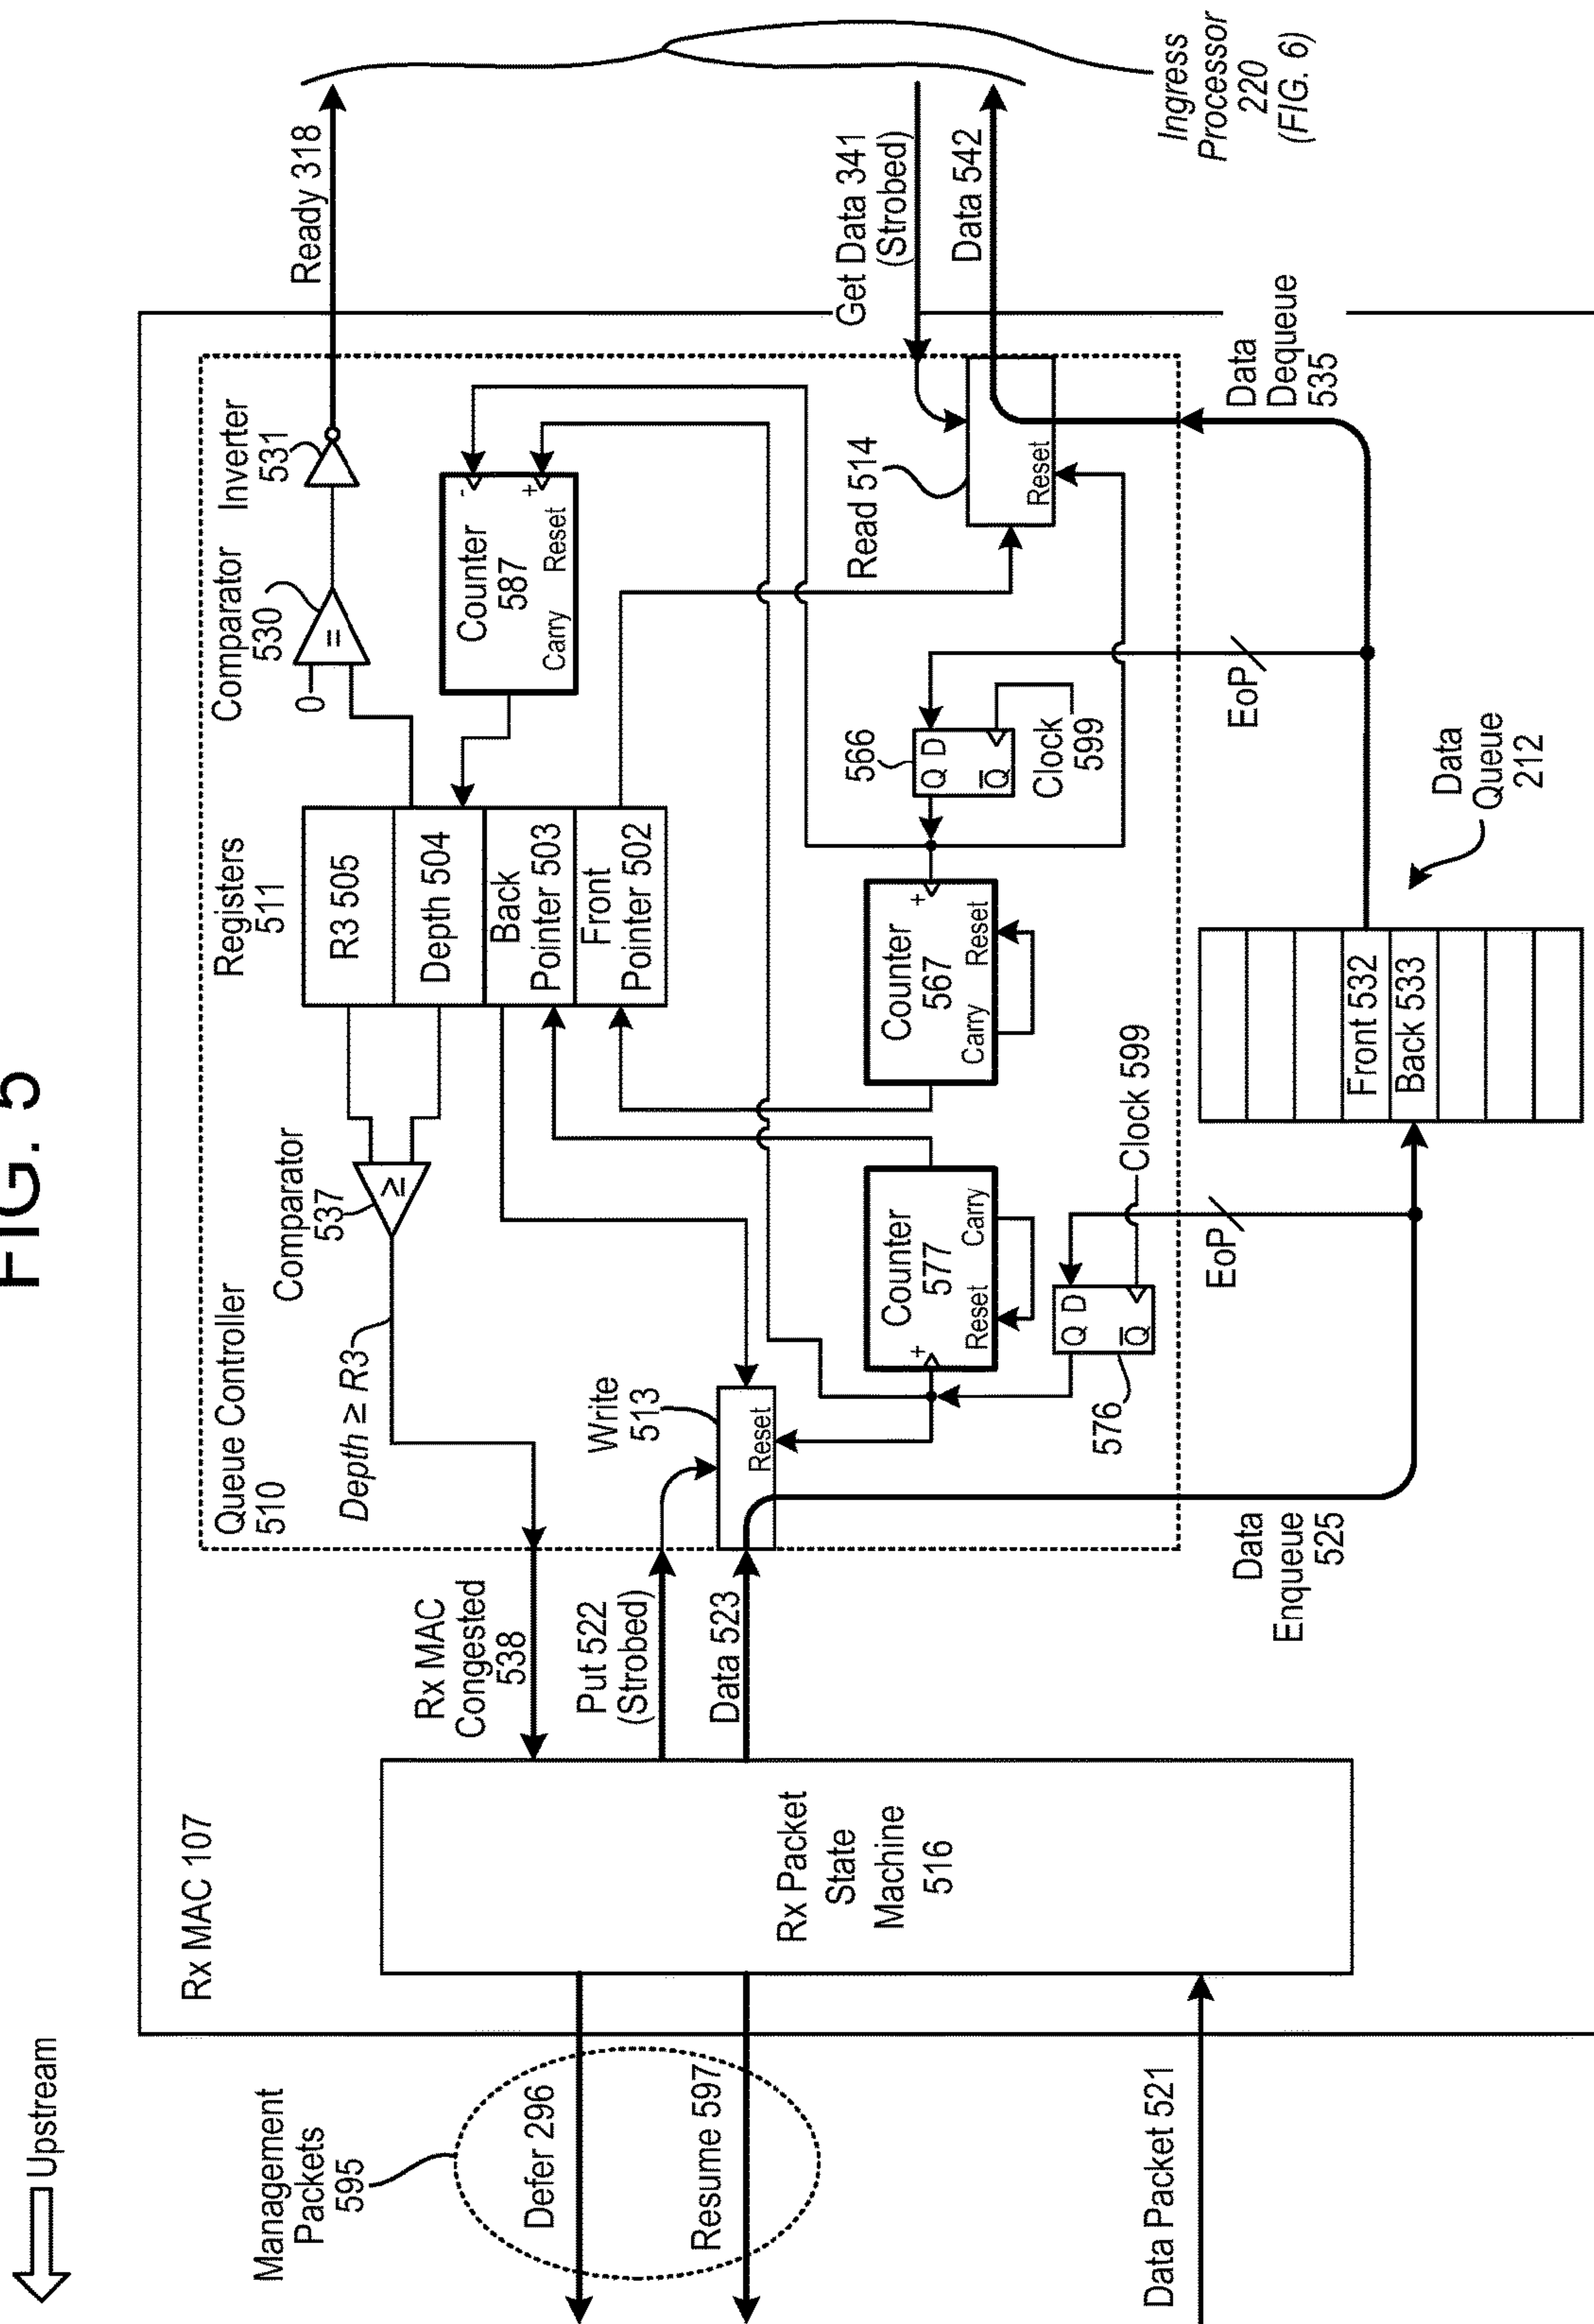 FIG. 5
Upstream
Rx MAC 107
Management
Packets
595
Defer 296
Resume 597
Data Packet 521
Rx Packet
State
Machine
516
Rx MAC
Congested
538
Put 522
(Strobed)
Data 523
Queue Controller
510
Depth ≥ R3
Comparator
537
≥
Registers
511
R3 505
Depth 504
Back
Pointer 503
Front
Pointer 502
Comparator
530
0
=
Inverter
531
Ready 318
Counter
587
-
+
Carry
Reset
Write
513
Reset
Counter
577
+
Reset
Carry
Counter
567
Carry
Reset
+
566
Q D
Q
Clock
599
Read 514
Reset
Get Data 341
(Strobed)
Data 542
Ingress
Processor
220
(FIG. 6)
576
Q D
Q
Clock 599
EoP
EoP
Data
Enqueue
525
Data
Dequeue
535
Front 532
Back 533
Data
Queue
212